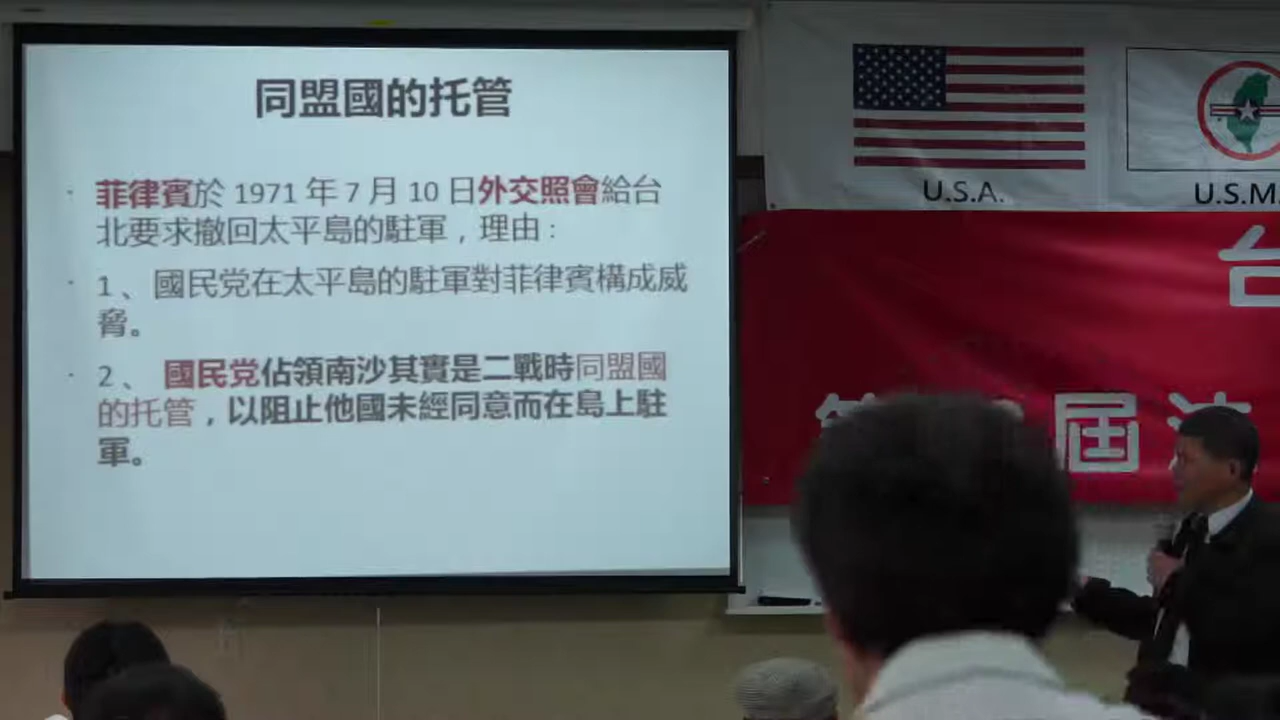 同盟國的托管
· 菲律賓於 1971 年 7 月 10 日外交照會給台
北要求撤回太平島的駐軍，理由：
· 1、國民党在太平島的駐軍對菲律賓構成威
脅。
· 2、 國民党佔領南沙其實是二戰時同盟國
的托管，以阻止他國未經同意而在島上駐
軍。
U.S.A.
U.S.M.
台
屆